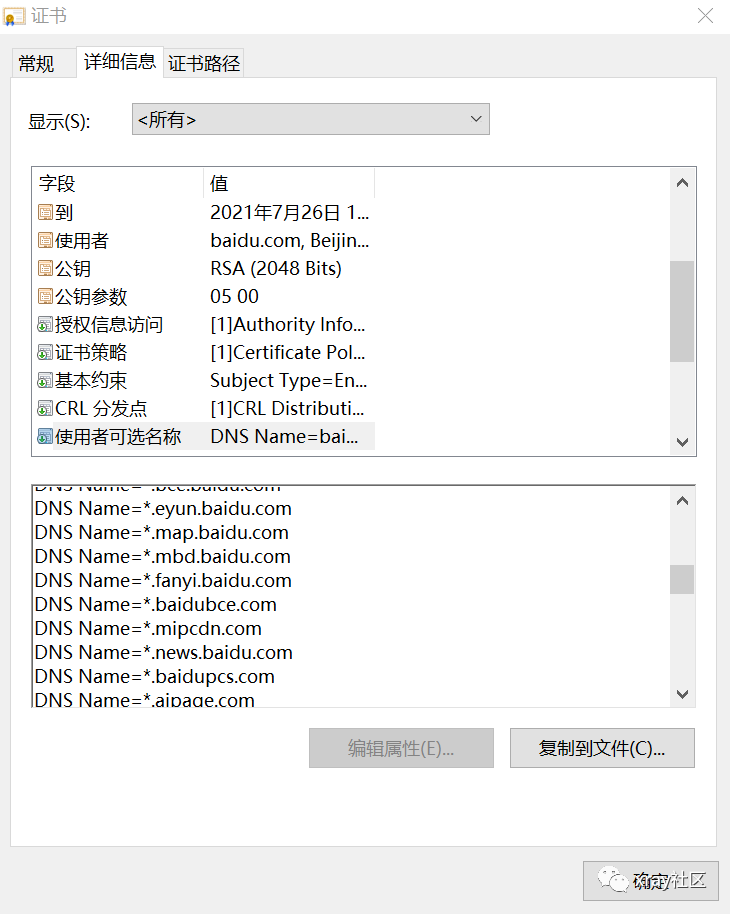 证书
常规 详细信息 证书路径
显示(S): <所有>
字段 值
到 2021年7月26日 1...
使用者 baidu.com, Beijin...
公钥 RSA (2048 Bits)
公钥参数 05 00
授权信息访问 [1]Authority Info...
证书策略 [1]Certificate Pol...
基本约束 Subject Type=En...
CRL 分发点 [1]CRL Distributi...
使用者可选名称 DNS Name=bai...
DNS Name=*.bce.baidu.com
DNS Name=*.eyun.baidu.com
DNS Name=*.map.baidu.com
DNS Name=*.mbd.baidu.com
DNS Name=*.fanyi.baidu.com
DNS Name=*.baidubce.com
DNS Name=*.mipcdn.com
DNS Name=*.news.baidu.com
DNS Name=*.baidupcs.com
DNS Name=*.aipage.com
编辑属性(E)... 复制到文件(C)...
确定
xray社区